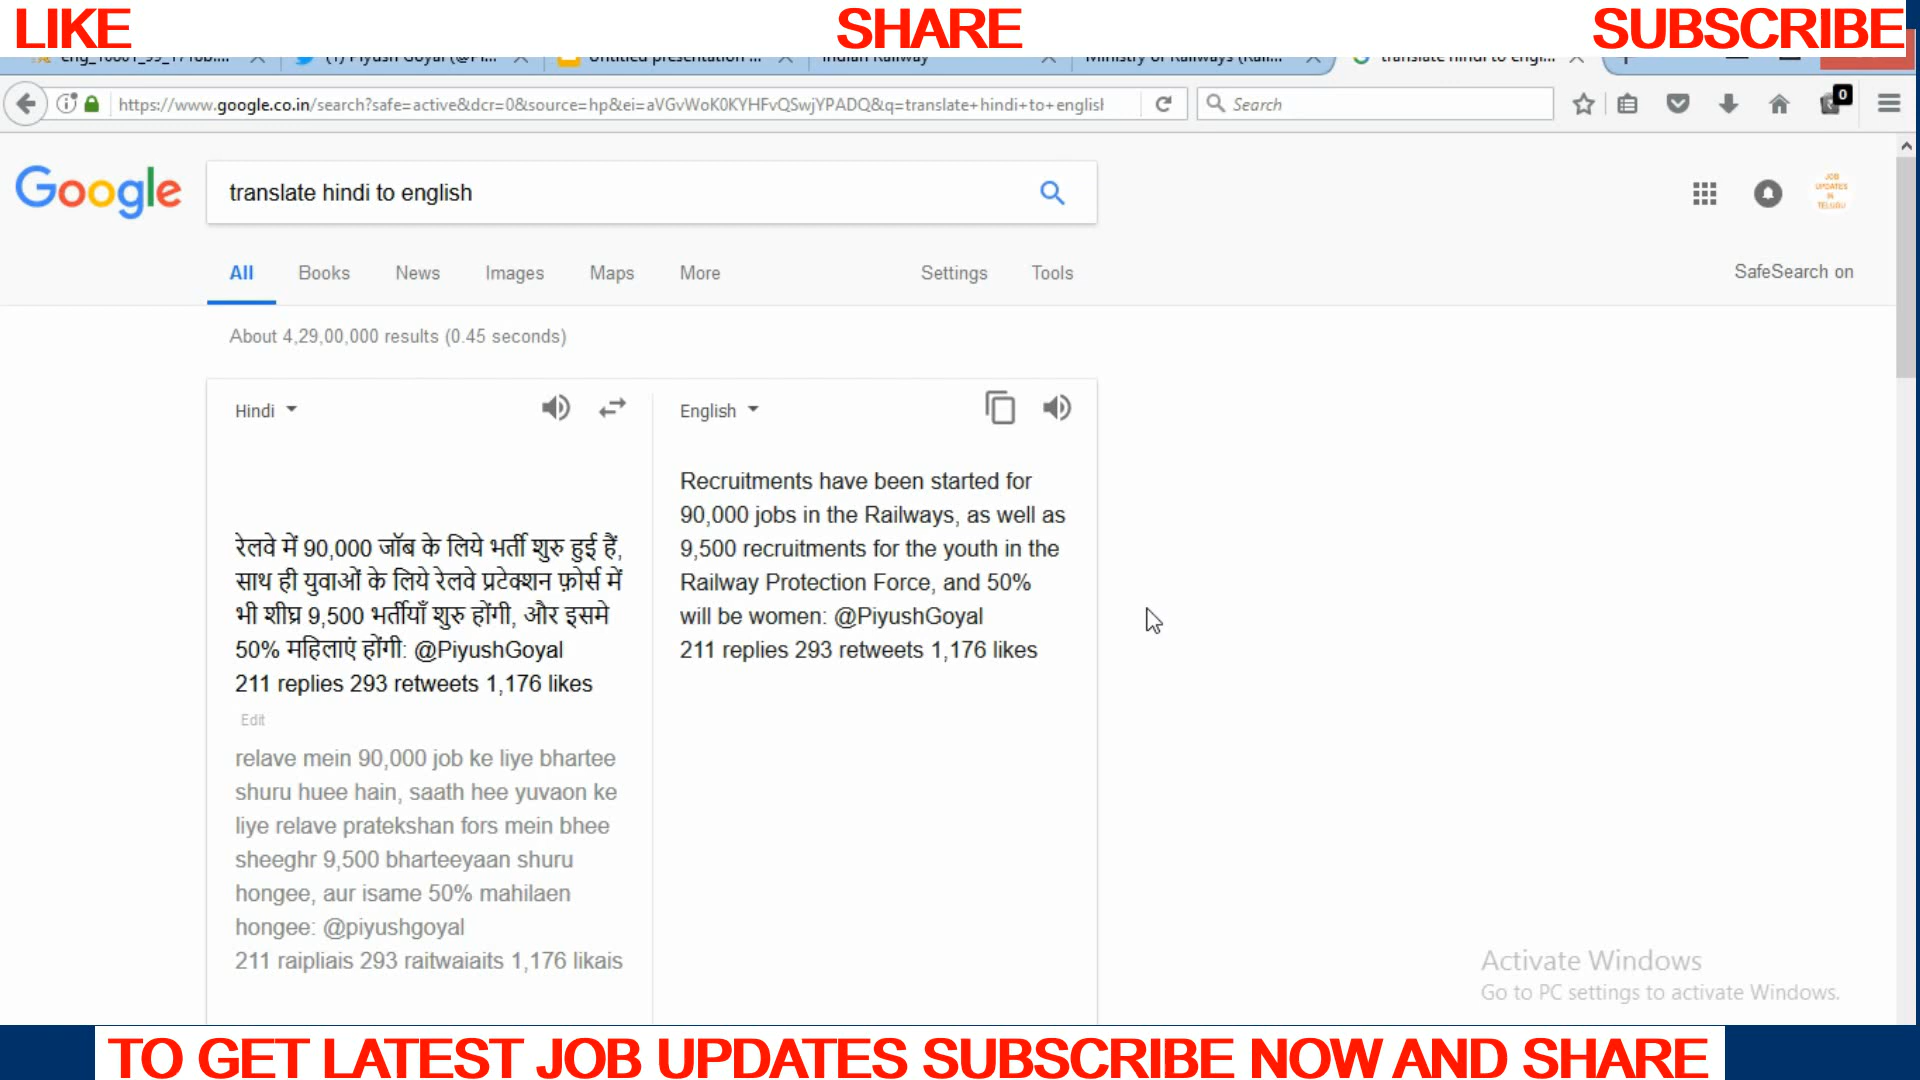 LIKE SHARE SUBSCRIBE
https://www.google.co.in/search?safe=active&dcr=0&source=hp&ei=aVGvWoK0KYHFvQSwjYPADQ&q=translate+hindi+to+englisl
Search
0
Google
translate hindi to english
JOB
UPDATES
IN
TELUGU
All Books News Images Maps More Settings Tools
SafeSearch on
About 4,29,00,000 results (0.45 seconds)
Hindi
English
Recruitments have been started for
90,000 jobs in the Railways, as well as
9,500 recruitments for the youth in the
Railway Protection Force, and 50%
will be women: @PiyushGoyal
211 replies 293 retweets 1,176 likes
रेलवे में 90,000 जॉब के लिये भर्ती शुरु हुई हैं,
साथ ही युवाओं के लिये रेलवे प्रटेक्शन फ़ोर्स में
भी शीघ्र 9,500 भर्तीयाँ शुरु होंगी, और इसमे
50% महिलाएं होंगी: @PiyushGoyal
211 replies 293 retweets 1,176 likes
Edit
relave mein 90,000 job ke liye bhartee
shuru huee hain, saath hee yuvaon ke
liye relave pratekshan fors mein bhee
sheeghr 9,500 bharteeyaan shuru
hongee, aur isame 50% mahilaen
hongee: @piyushgoyal
211 raipliais 293 raitwaiaits 1,176 likais
Activate Windows
Go to PC settings to activate Windows.
TO GET LATEST JOB UPDATES SUBSCRIBE NOW AND SHARE